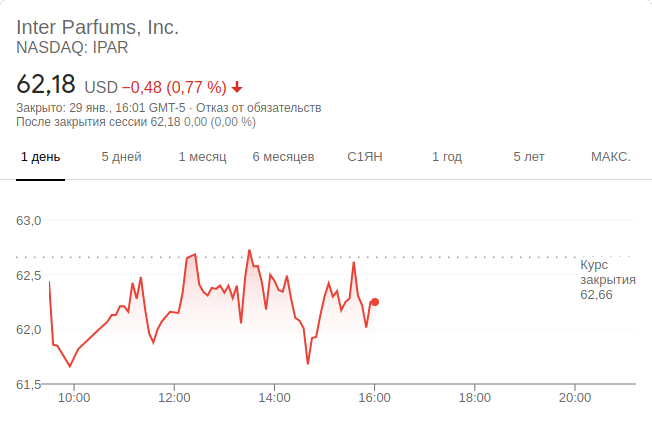 Inter Parfums, Inc.
NASDAQ: IPAR
62,18 USD −0,48 (0,77 %)
Закрыто: 29 янв., 16:01 GMT-5 · Отказ от обязательств
После закрытия сессии 62,18 0,00 (0,00 %)
1 день 5 дней 1 месяц 6 месяцев С1ЯН 1 год 5 лет МАКС.
63,0
62,5
62,0
61,5
Курс
закрытия
62,66
10:00 12:00 14:00 16:00 18:00 20:00